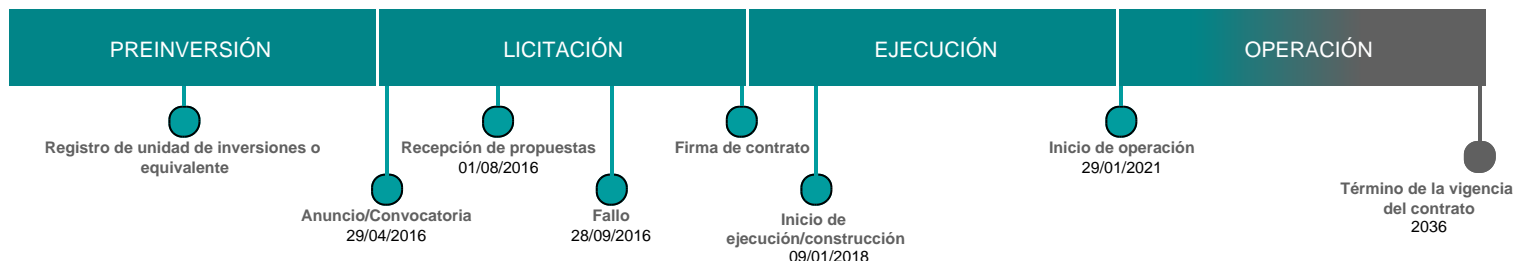 PREINVERSIÓN
LICITACIÓN
EJECUCIÓN
OPERACIÓN
Registro de unidad de inversiones o
equivalente
Anuncio/Convocatoria
29/04/2016
Recepción de propuestas
01/08/2016
Fallo
28/09/2016
Firma de contrato
Inicio de
ejecución/construcción
09/01/2018
Inicio de operación
29/01/2021
Término de la vigencia
del contrato
2036